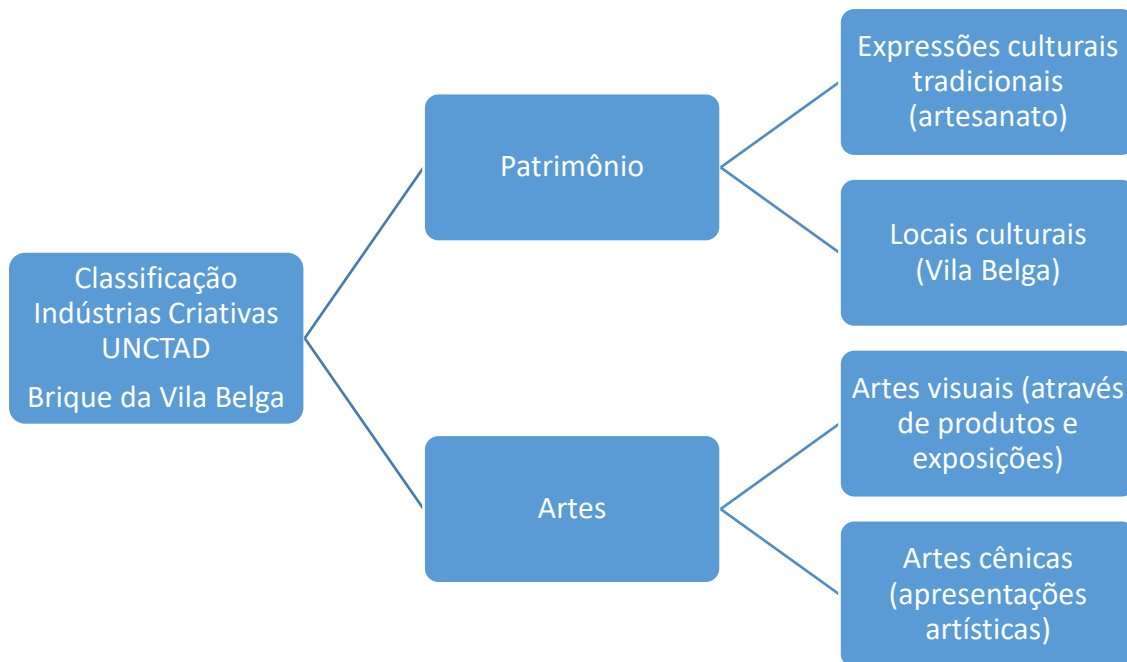 Classificação
Indústrias Criativas
UNCTAD
Brique da Vila Belga
Patrimônio
Expressões culturais
tradicionais
(artesanato)
Locais culturais
(Vila Belga)
Artes
Artes visuais (através
de produtos e
exposições)
Artes cênicas
(apresentações
artísticas)